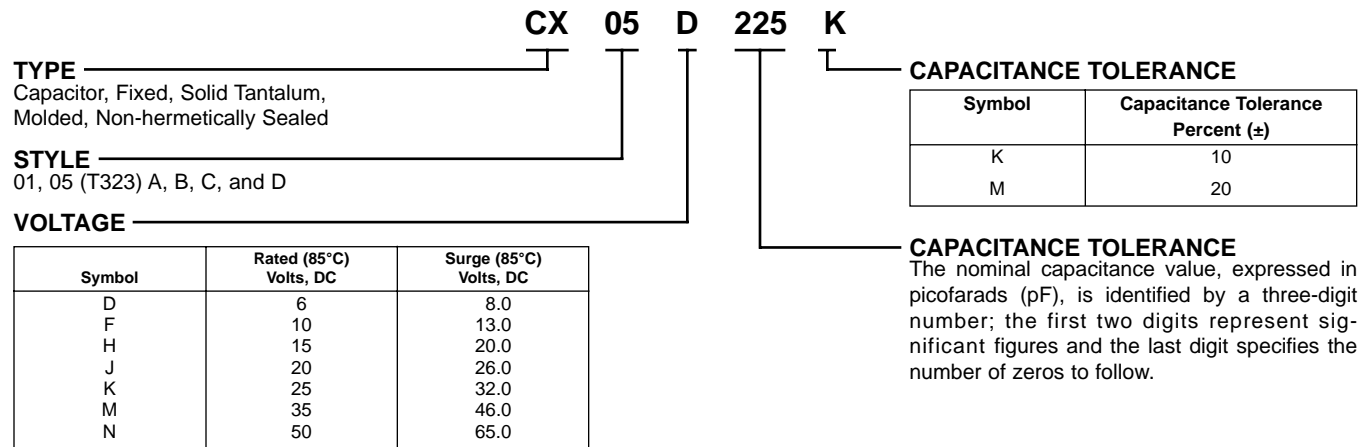 CX 05 D 225 K
TYPE
Capacitor, Fixed, Solid Tantalum,
Molded, Non-hermetically Sealed
STYLE
01, 05 (T323) A, B, C, and D
VOLTAGE
Symbol Rated (85°C) Volts, DC Surge (85°C) Volts, DC
D 6 8.0
F 10 13.0
H 15 20.0
J 20 26.0
K 25 32.0
M 35 46.0
N 50 65.0
CAPACITANCE TOLERANCE
Symbol Capacitance Tolerance
Percent (±)
K 10
M 20
CAPACITANCE TOLERANCE
The nominal capacitance value, expressed in
picofarads (pF), is identified by a three-digit
number; the first two digits represent sig-
nificant figures and the last digit specifies the
number of zeros to follow.